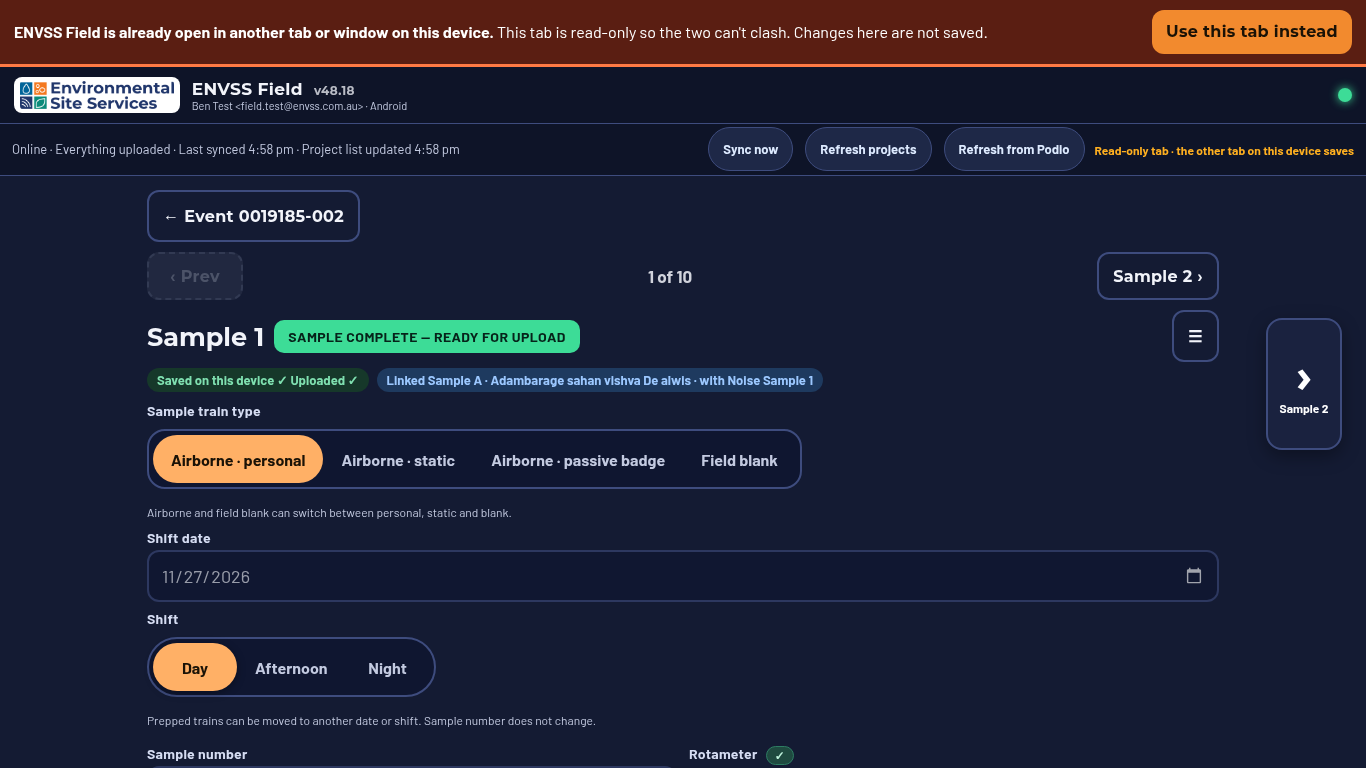 ENVSS Field is already open in another tab or window on this device. This tab is read-only so the two can't clash. Changes here are not saved.
Use this tab instead
Environmental
Site Services
ENVSS Field v48.18
Ben Test <field.test@envss.com.au> · Android
Online · Everything uploaded · Last synced 4:58 pm · Project list updated 4:58 pm
Sync now
Refresh projects
Refresh from Podio
Read-only tab · the other tab on this device saves
← Event 0019185-002
‹ Prev
1 of 10
Sample 2 ›
Sample 1
SAMPLE COMPLETE — READY FOR UPLOAD
☰
Saved on this device ✓ Uploaded ✓
Linked Sample A · Adambarage sahan vishva De alwis · with Noise Sample 1
›
Sample 2
Sample train type
Airborne · personal
Airborne · static
Airborne · passive badge
Field blank
Airborne and field blank can switch between personal, static and blank.
Shift date
11/27/2026
Shift
Day
Afternoon
Night
Prepped trains can be moved to another date or shift. Sample number does not change.
Sample number
Rotameter ✓